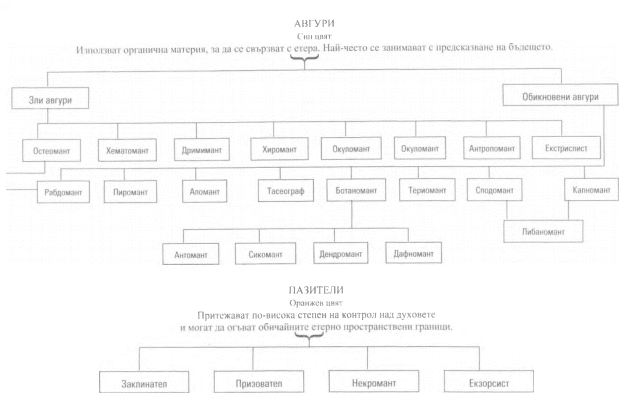 АВГУРИ
Син цвят
Използват органична материя, за да се свързват с етера. Най-често се занимават с предсказване на бъдещето.
Зли авгури
Обикновени авгури
Остеомант
Хематомант
Дримимант
Хиромант
Окуломант
Окуломант
Антропомант
Екстриспист
Рабдомант
Пиромант
Аломант
Тасеограф
Ботаномант
Териомант
Сподомант
Капномант
Либаномант
Антомант
Сикомант
Дендромант
Дафномант
ПАЗИТЕЛИ
Оранжев цвят
Притежават по-висока степен на контрол над духовете
и могат да огъват обичайните етерно пространствени граници.
Заклинател
Призовател
Некромант
Екзорсист